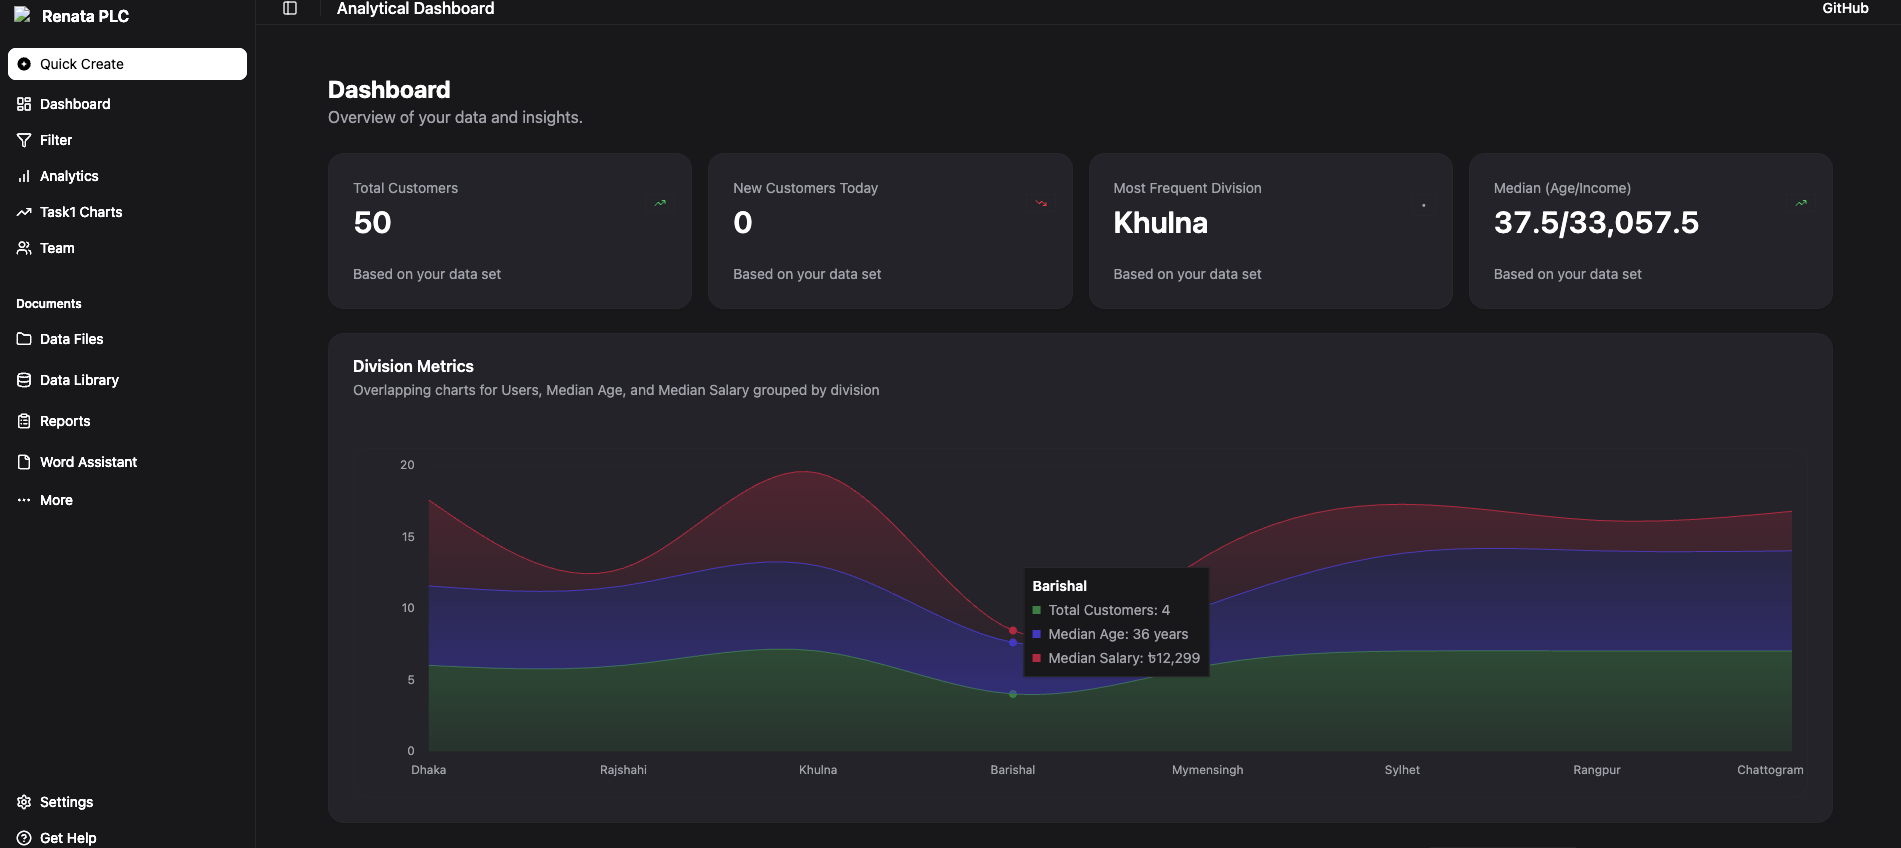 Renata PLC
Quick Create
Dashboard
Filter
Analytics
Task1 Charts
Team
Documents
Data Files
Data Library
Reports
Word Assistant
More
Settings
Get Help
Analytical Dashboard
GitHub
Dashboard
Overview of your data and insights.
Total Customers
50
Based on your data set
New Customers Today
0
Based on your data set
Most Frequent Division
Khulna
Based on your data set
Median (Age/Income)
37.5/33,057.5
Based on your data set
Division Metrics
Overlapping charts for Users, Median Age, and Median Salary grouped by division
20
15
10
5
0
Barishal
Total Customers: 4
Median Age: 36 years
Median Salary: ৳12,299
Dhaka
Rajshahi
Khulna
Barishal
Mymensingh
Sylhet
Rangpur
Chattogram